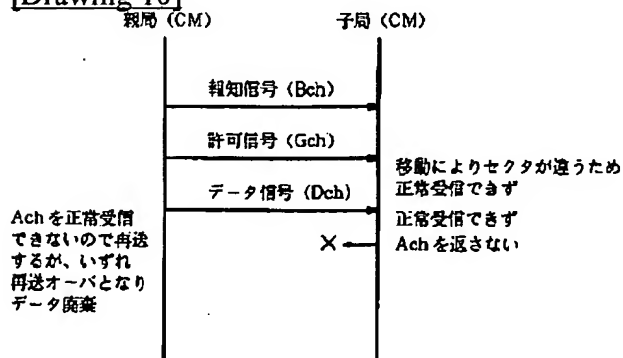 [Drawing 10]
親局 (CM)
子局 (CM)
報知信号 (Bch)
許可信号 (Gch)
移動によりセクタが違うため
正常受信できず
データ信号 (Dch)
正常受信できず
Achを返さない
Achを正常受信
できないので再送
するが、いずれ
再送オーバとなり
データ廃棄